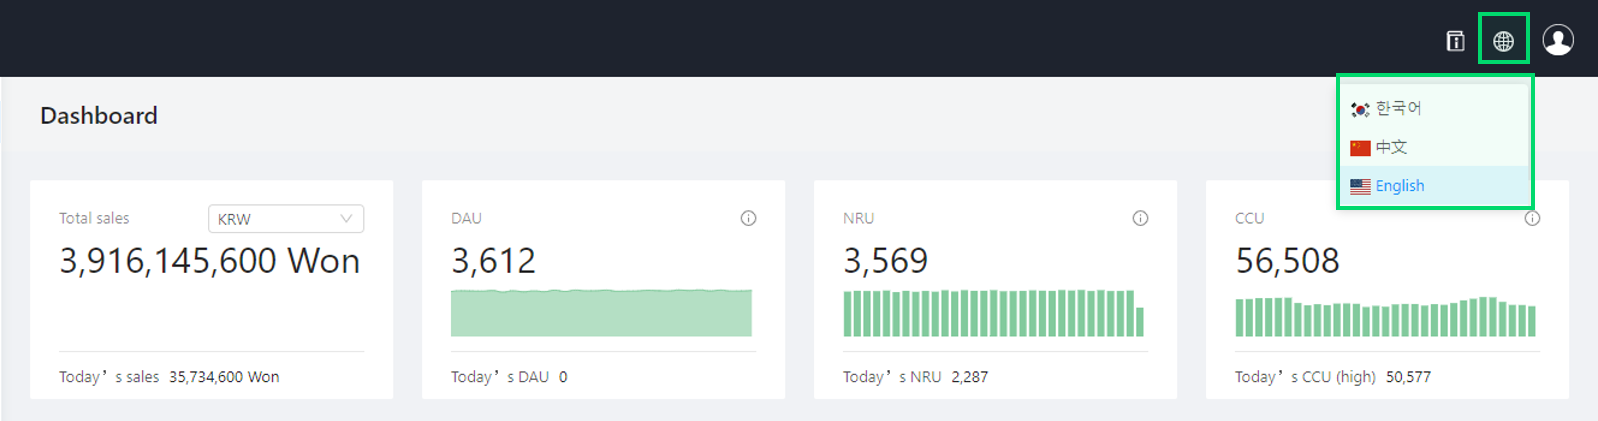 Dashboard
한국어
中文
English
Total sales
KRW
3,916,145,600 Won
Today’s sales 35,734,600 Won
DAU
3,612
Today’s DAU 0
NRU
3,569
Today’s NRU 2,287
CCU
56,508
Today’s CCU (high) 50,577